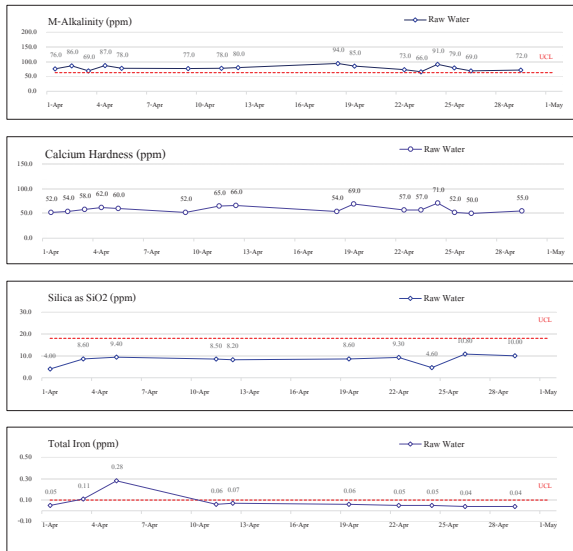 M-Alkalinity (ppm)
Raw Water
200.0
150.0
100.0
50.0
0.0
76.0 86.0 69.0 87.0 78.0 77.0 78.0 80.0 94.0 85.0 73.0 66.0 91.0 79.0 69.0 72.0
UCL
1-Apr 4-Apr 7-Apr 10-Apr 13-Apr 16-Apr 19-Apr 22-Apr 25-Apr 28-Apr 1-May
Calcium Hardness (ppm)
Raw Water
150.0
100.0
50.0
0.0
52.0 54.0 58.0 62.0 60.0 52.0 65.0 66.0 54.0 69.0 57.0 57.0 71.0 52.0 50.0 55.0
1-Apr 4-Apr 7-Apr 10-Apr 13-Apr 16-Apr 19-Apr 22-Apr 25-Apr 28-Apr 1-May
Silica as SiO2 (ppm)
Raw Water
30.0
20.0
10.0
0.0
UCL
4.00 8.60 9.40 8.50 8.20 8.60 9.30 4.60 10.80 10.00
1-Apr 4-Apr 7-Apr 10-Apr 13-Apr 16-Apr 19-Apr 22-Apr 25-Apr 28-Apr 1-May
Total Iron (ppm)
Raw Water
0.50
0.30
0.10
-0.10
0.05 0.11 0.28 0.06 0.07 0.06 0.05 0.05 0.04 0.04
UCL
1-Apr 4-Apr 7-Apr 10-Apr 13-Apr 16-Apr 19-Apr 22-Apr 25-Apr 28-Apr 1-May